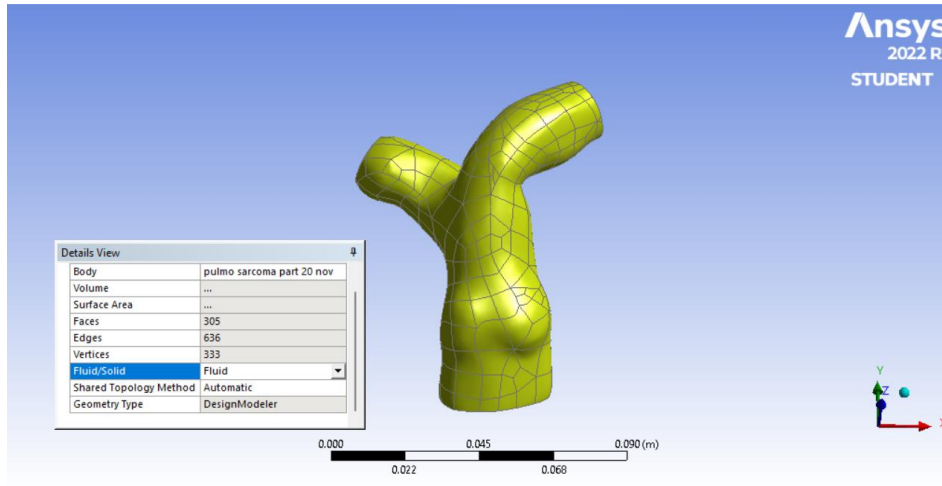 Ansys
2022 R
STUDENT
Details View
Body pulmo sarcoma part 20 nov
Volume ...
Surface Area ...
Faces 305
Edges 636
Vertices 333
Fluid/Solid Fluid
Shared Topology Method Automatic
Geometry Type DesignModeler
Y
Z
X
0.000 0.045 0.090 (m)
0.022 0.068